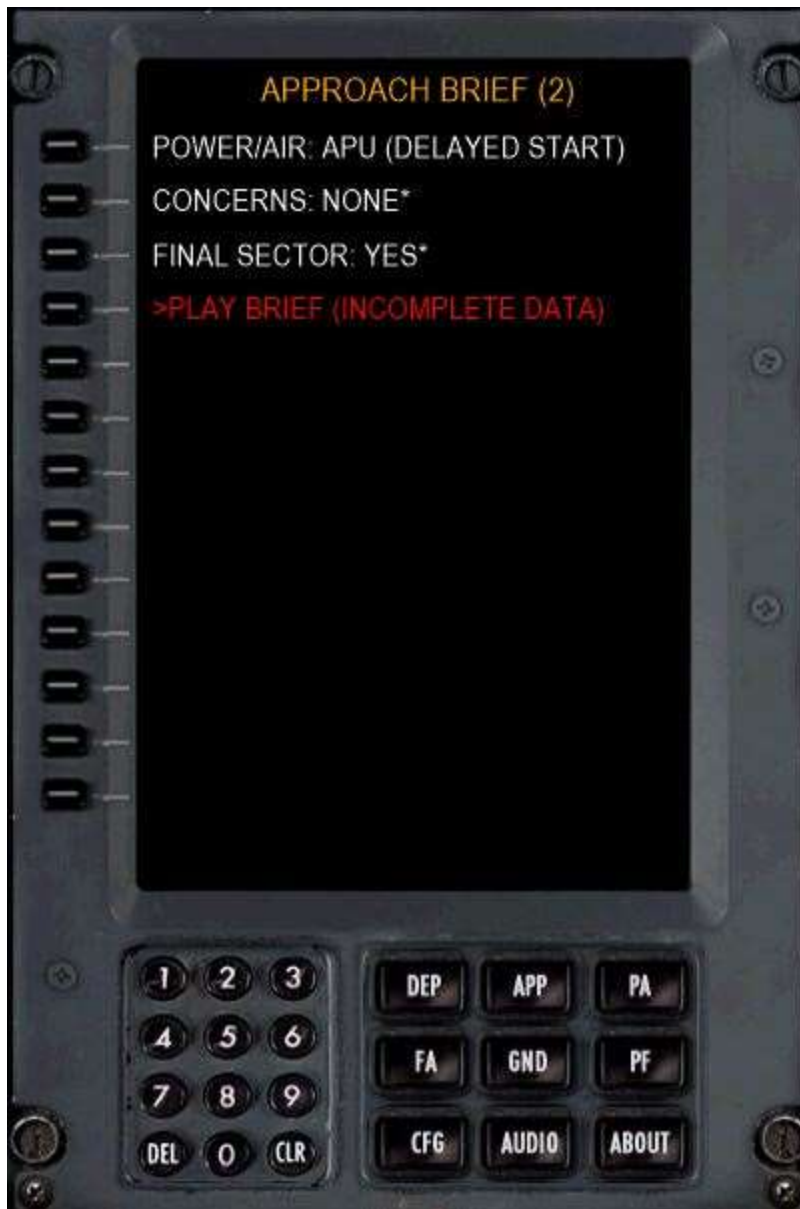 APPROACH BRIEF (2)
POWER/AIR: APU (DELAYED START)
CONCERNS: NONE*
FINAL SECTOR: YES*
>PLAY BRIEF (INCOMPLETE DATA)
1 2 3
DEP APP PA
4 5 6
FA GND PF
7 8 9
DEL 0 CLR
CFG AUDIO ABOUT